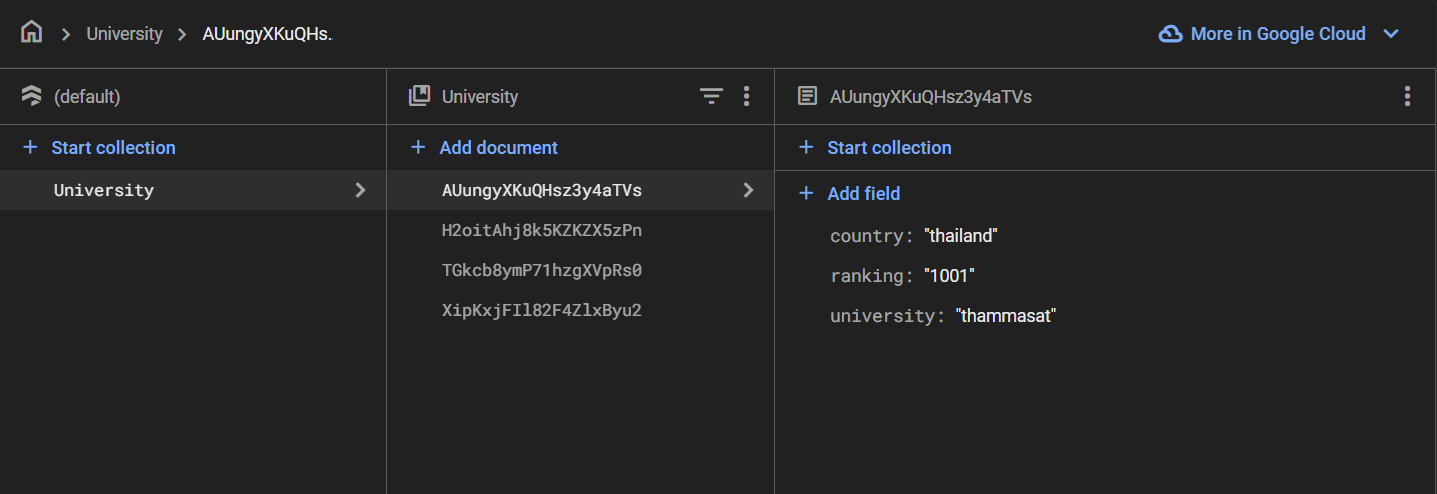 University AUungyXKuQHs.. More in Google Cloud
(default)
Start collection
University
University
Add document
AUungyXKuQHsz3y4aTVs
H2oitAhj8k5KZKZX5zPn
TGkcb8ymP71hzgXVpRs0
XipKxjFIl82F4ZlxByu2
AUungyXKuQHsz3y4aTVs
Start collection
Add field
country: "thailand"
ranking: "1001"
university: "thammasat"